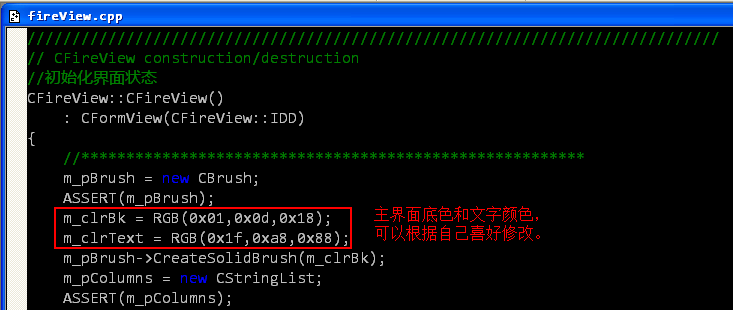 fireView.cpp
/////////////////////////////////////////////////////////////////////////////
// CFireView construction/destruction
//初始化界面状态
CFireView::CFireView()
: CFormView(CFireView::IDD)
{
//********************************************************
m_pBrush = new CBrush;
ASSERT(m_pBrush);
m_clrBk = RGB(0x01,0x0d,0x18);
主界面底色和文字颜色，
m_clrText = RGB(0x1f,0xa8,0x88);
可以根据自己喜好修改。
m_pBrush->CreateSolidBrush(m_clrBk);
m_pColumns = new CStringList;
ASSERT(m_pColumns);